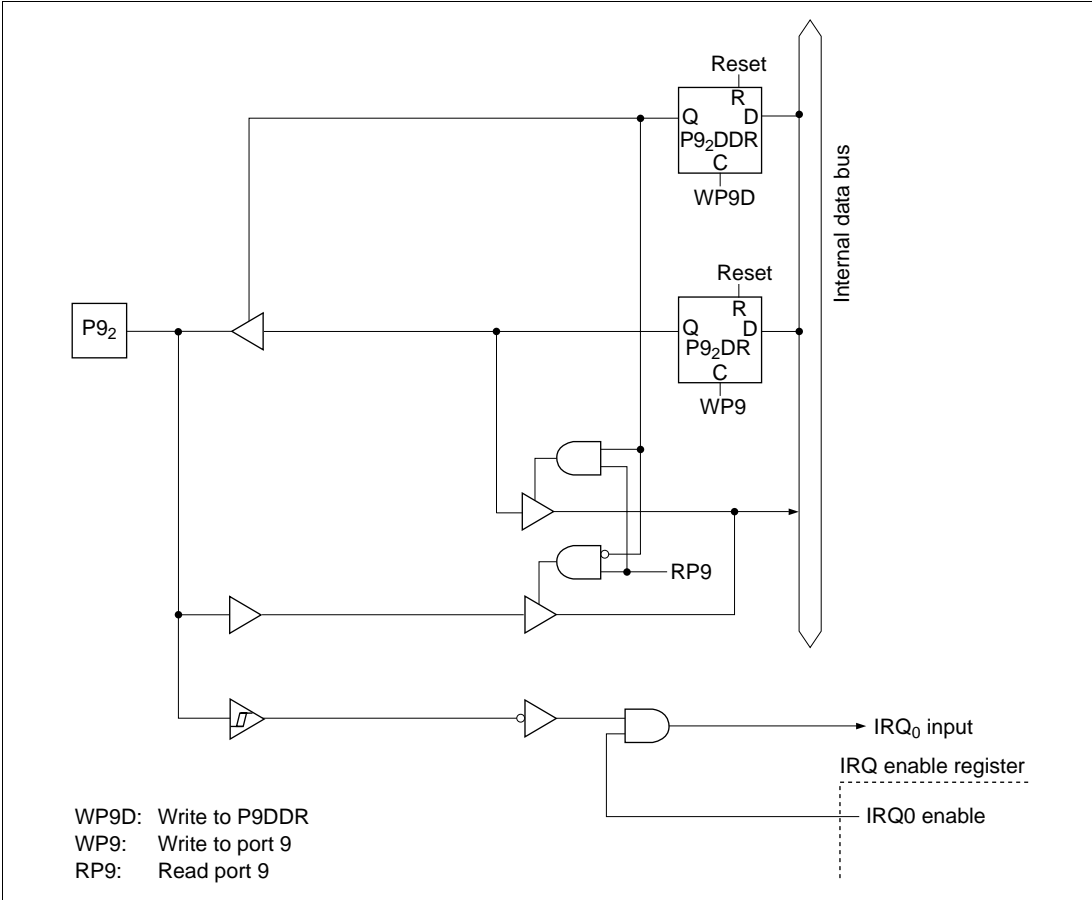 Reset
R
Q D
P9₂DDR
C
WP9D
Internal data bus
Reset
R
P9₂
Q D
P9₂DR
C
WP9
RP9
IRQ₀ input
IRQ enable register
IRQ0 enable
WP9D: Write to P9DDR
WP9: Write to port 9
RP9: Read port 9